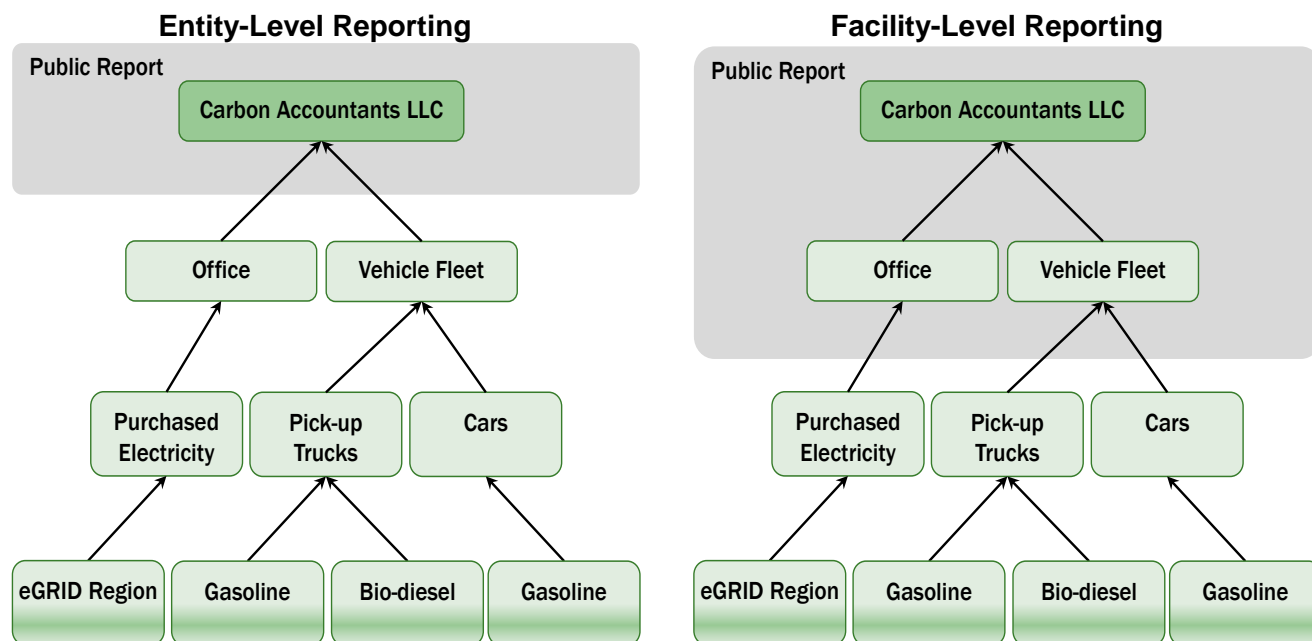 Entity-Level Reporting
Public Report
Carbon Accountants LLC
Office
Vehicle Fleet
Purchased
Electricity
Pick-up
Trucks
Cars
eGRID Region
Gasoline
Bio-diesel
Gasoline
Facility-Level Reporting
Public Report
Carbon Accountants LLC
Office
Vehicle Fleet
Purchased
Electricity
Pick-up
Trucks
Cars
eGRID Region
Gasoline
Bio-diesel
Gasoline